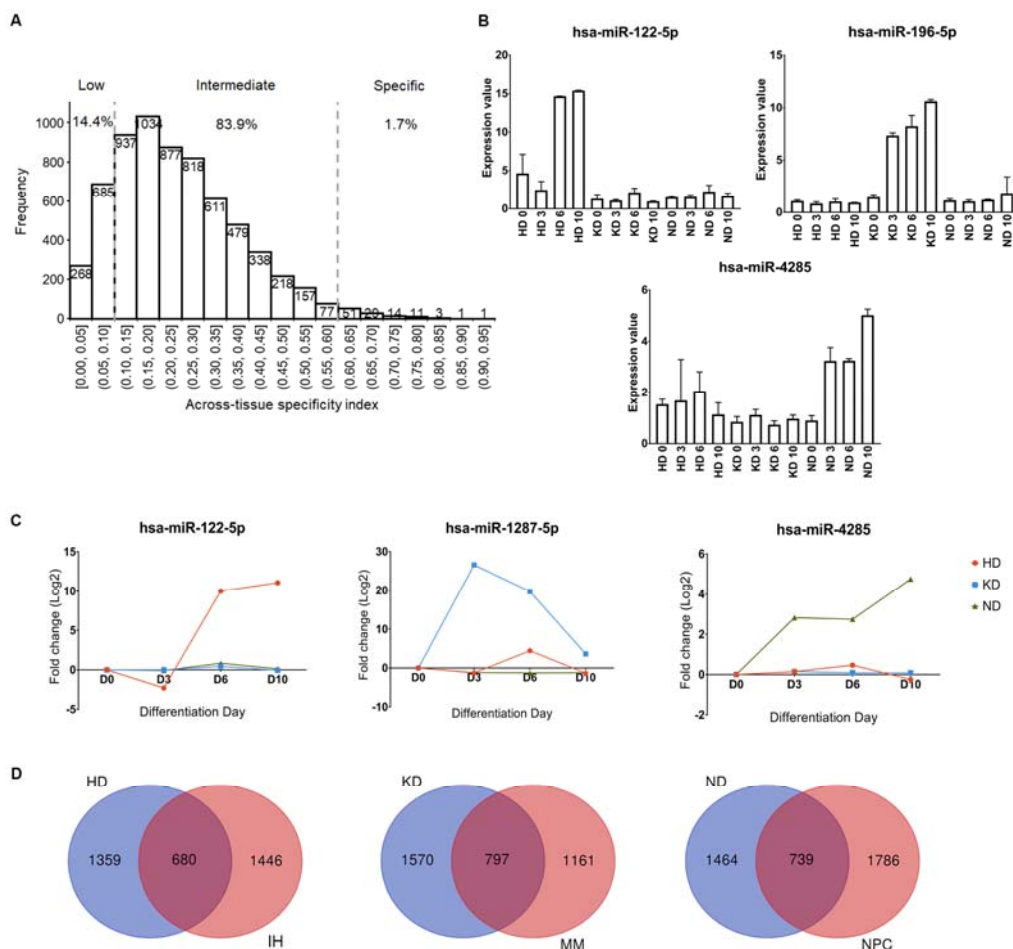 A
Low
Intermediate
Specific
14.4%
83.9%
1.7%
Frequency
1000
800
600
400
200
0
268
685
937
1034
877
818
611
479
338
218
157
77
51
14
11
3
1
1
[0.00, 0.05]
(0.05, 0.10]
(0.10, 0.15]
(0.15, 0.20]
(0.20, 0.25]
(0.25, 0.30]
(0.30, 0.35]
(0.35, 0.40]
(0.40, 0.45]
(0.45, 0.50]
(0.50, 0.55]
(0.55, 0.60]
(0.60, 0.65]
(0.65, 0.70]
(0.70, 0.75]
(0.75, 0.80]
(0.80, 0.85]
(0.85, 0.90]
(0.90, 0.95]
Across-tissue specificity index
B
hsa-miR-122-5p
Expression value
20
15
10
5
0
HD 0
HD 3
HD 6
HD 10
KD 0
KD 3
KD 6
KD 10
ND 0
ND 3
ND 6
ND 10
hsa-miR-196-5p
Expression value
15
10
5
0
HD 0
HD 3
HD 6
HD 10
KD 0
KD 3
KD 6
KD 10
ND 0
ND 3
ND 6
ND 10
hsa-miR-4285
Expression value
6
4
2
0
HD 0
HD 3
HD 6
HD 10
KD 0
KD 3
KD 6
KD 10
ND 0
ND 3
ND 6
ND 10
C
hsa-miR-122-5p
Fold change (Log2)
15
10
5
0
-5
D0
D3
D6
D10
Differentiation Day
hsa-miR-1287-5p
Fold change (Log2)
30
20
10
0
-10
D0
D3
D6
D10
Differentiation Day
hsa-miR-4285
Fold change (Log2)
6
4
2
0
-2
D0
D3
D6
D10
Differentiation Day
HD
KD
ND
D
HD
1359
680
1446
IH
KD
1570
797
1161
MM
ND
1464
739
1786
NPC